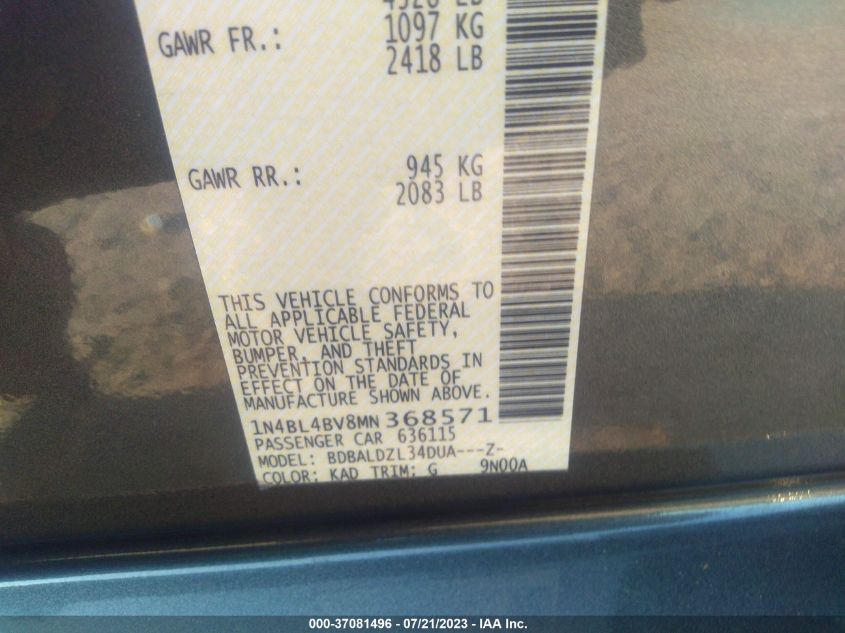 GAWR FR.: 1097 KG
2418 LB
GAWR RR.: 945 KG
2083 LB
THIS VEHICLE CONFORMS TO
ALL APPLICABLE FEDERAL
MOTOR VEHICLE SAFETY,
BUMPER, AND THEFT
PREVENTION STANDARDS IN
EFFECT ON THE DATE OF
MANUFACTURE SHOWN ABOVE.
1N4BL4BV8MN368571
PASSENGER CAR 636115
MODEL: BDBALDZL34DUA---Z-
COLOR: KAD TRIM: G 9N00A
000-37081496 - 07/21/2023 - IAA Inc.